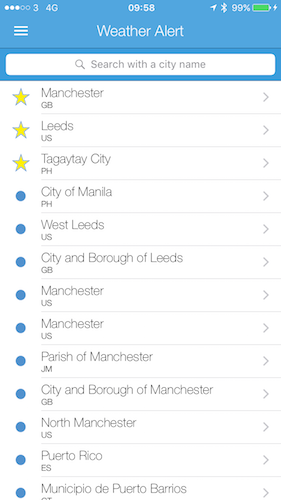 3 4G 09:58 99%
Weather Alert
Search with a city name
Manchester
GB
Leeds
US
Tagaytay City
PH
City of Manila
PH
West Leeds
US
City and Borough of Leeds
GB
Manchester
US
Manchester
US
Parish of Manchester
JM
City and Borough of Manchester
GB
North Manchester
US
Puerto Rico
ES
Municipio de Puerto Barrios
GT